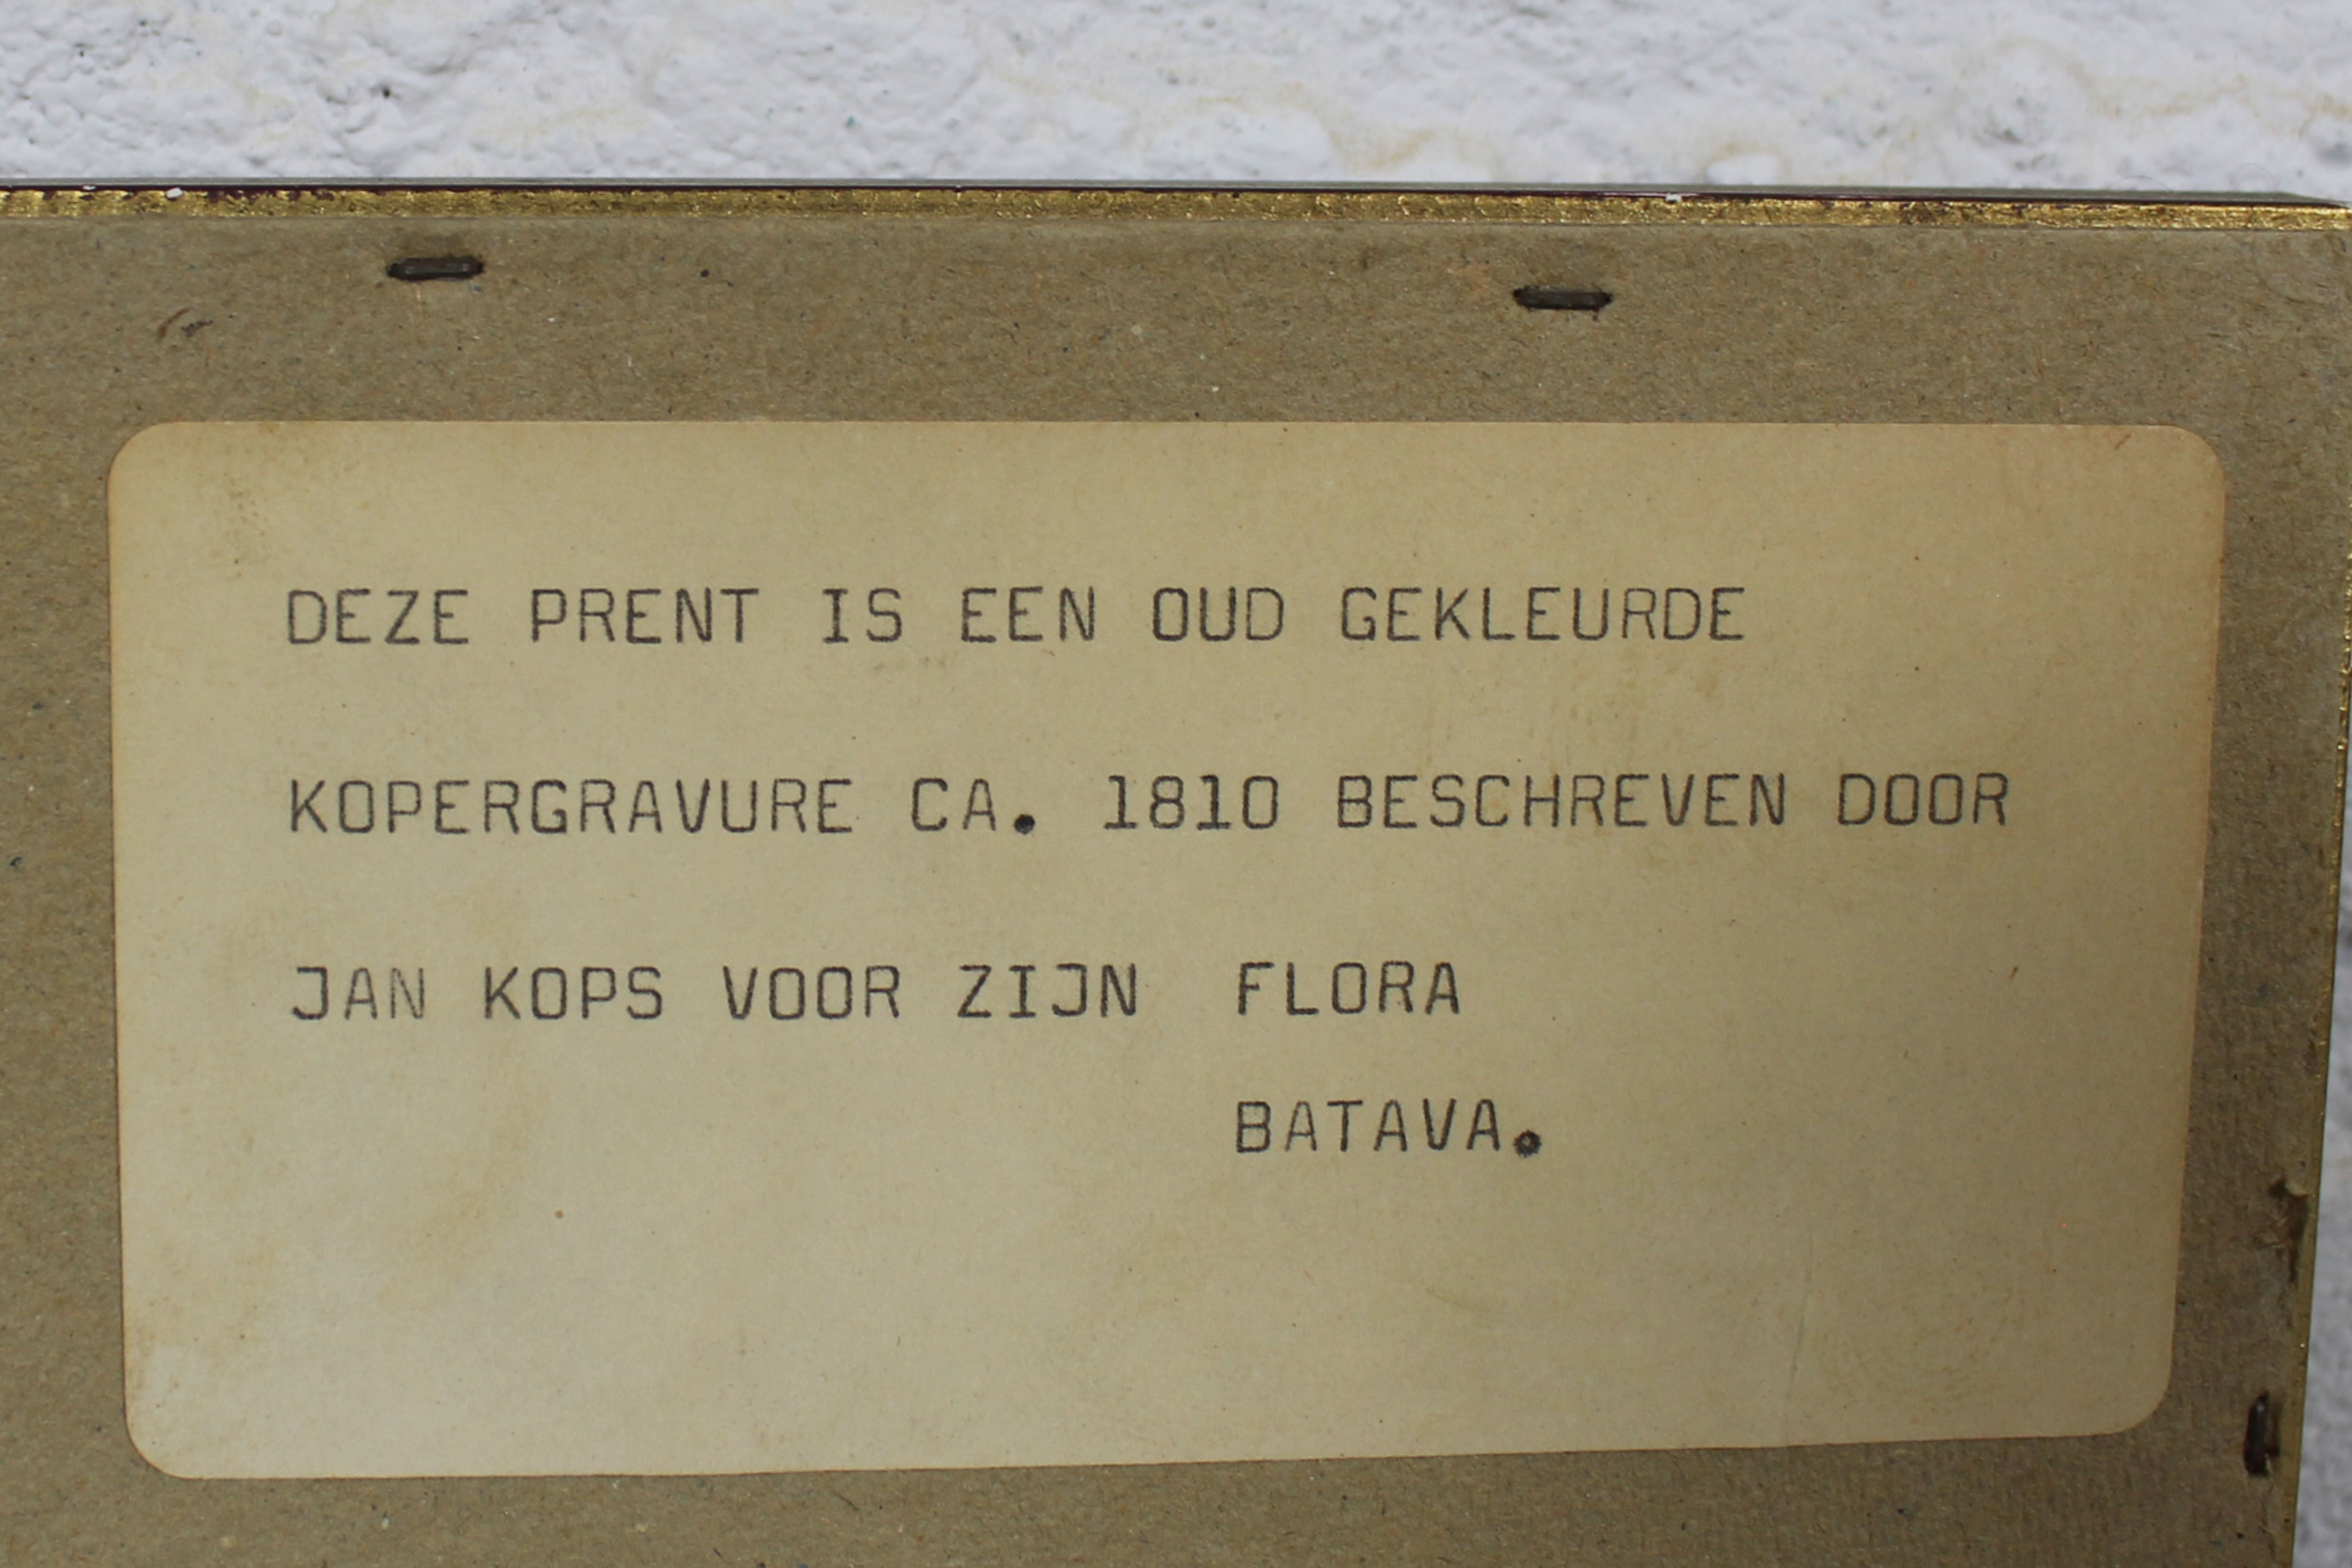 DEZE PRENT IS EEN OUD GEKLEURDE
KOPERGRAVURE CA. 1810 BESCHREVEN DOOR
JAN KOPS VOOR ZIJN FLORA
BATAVA.